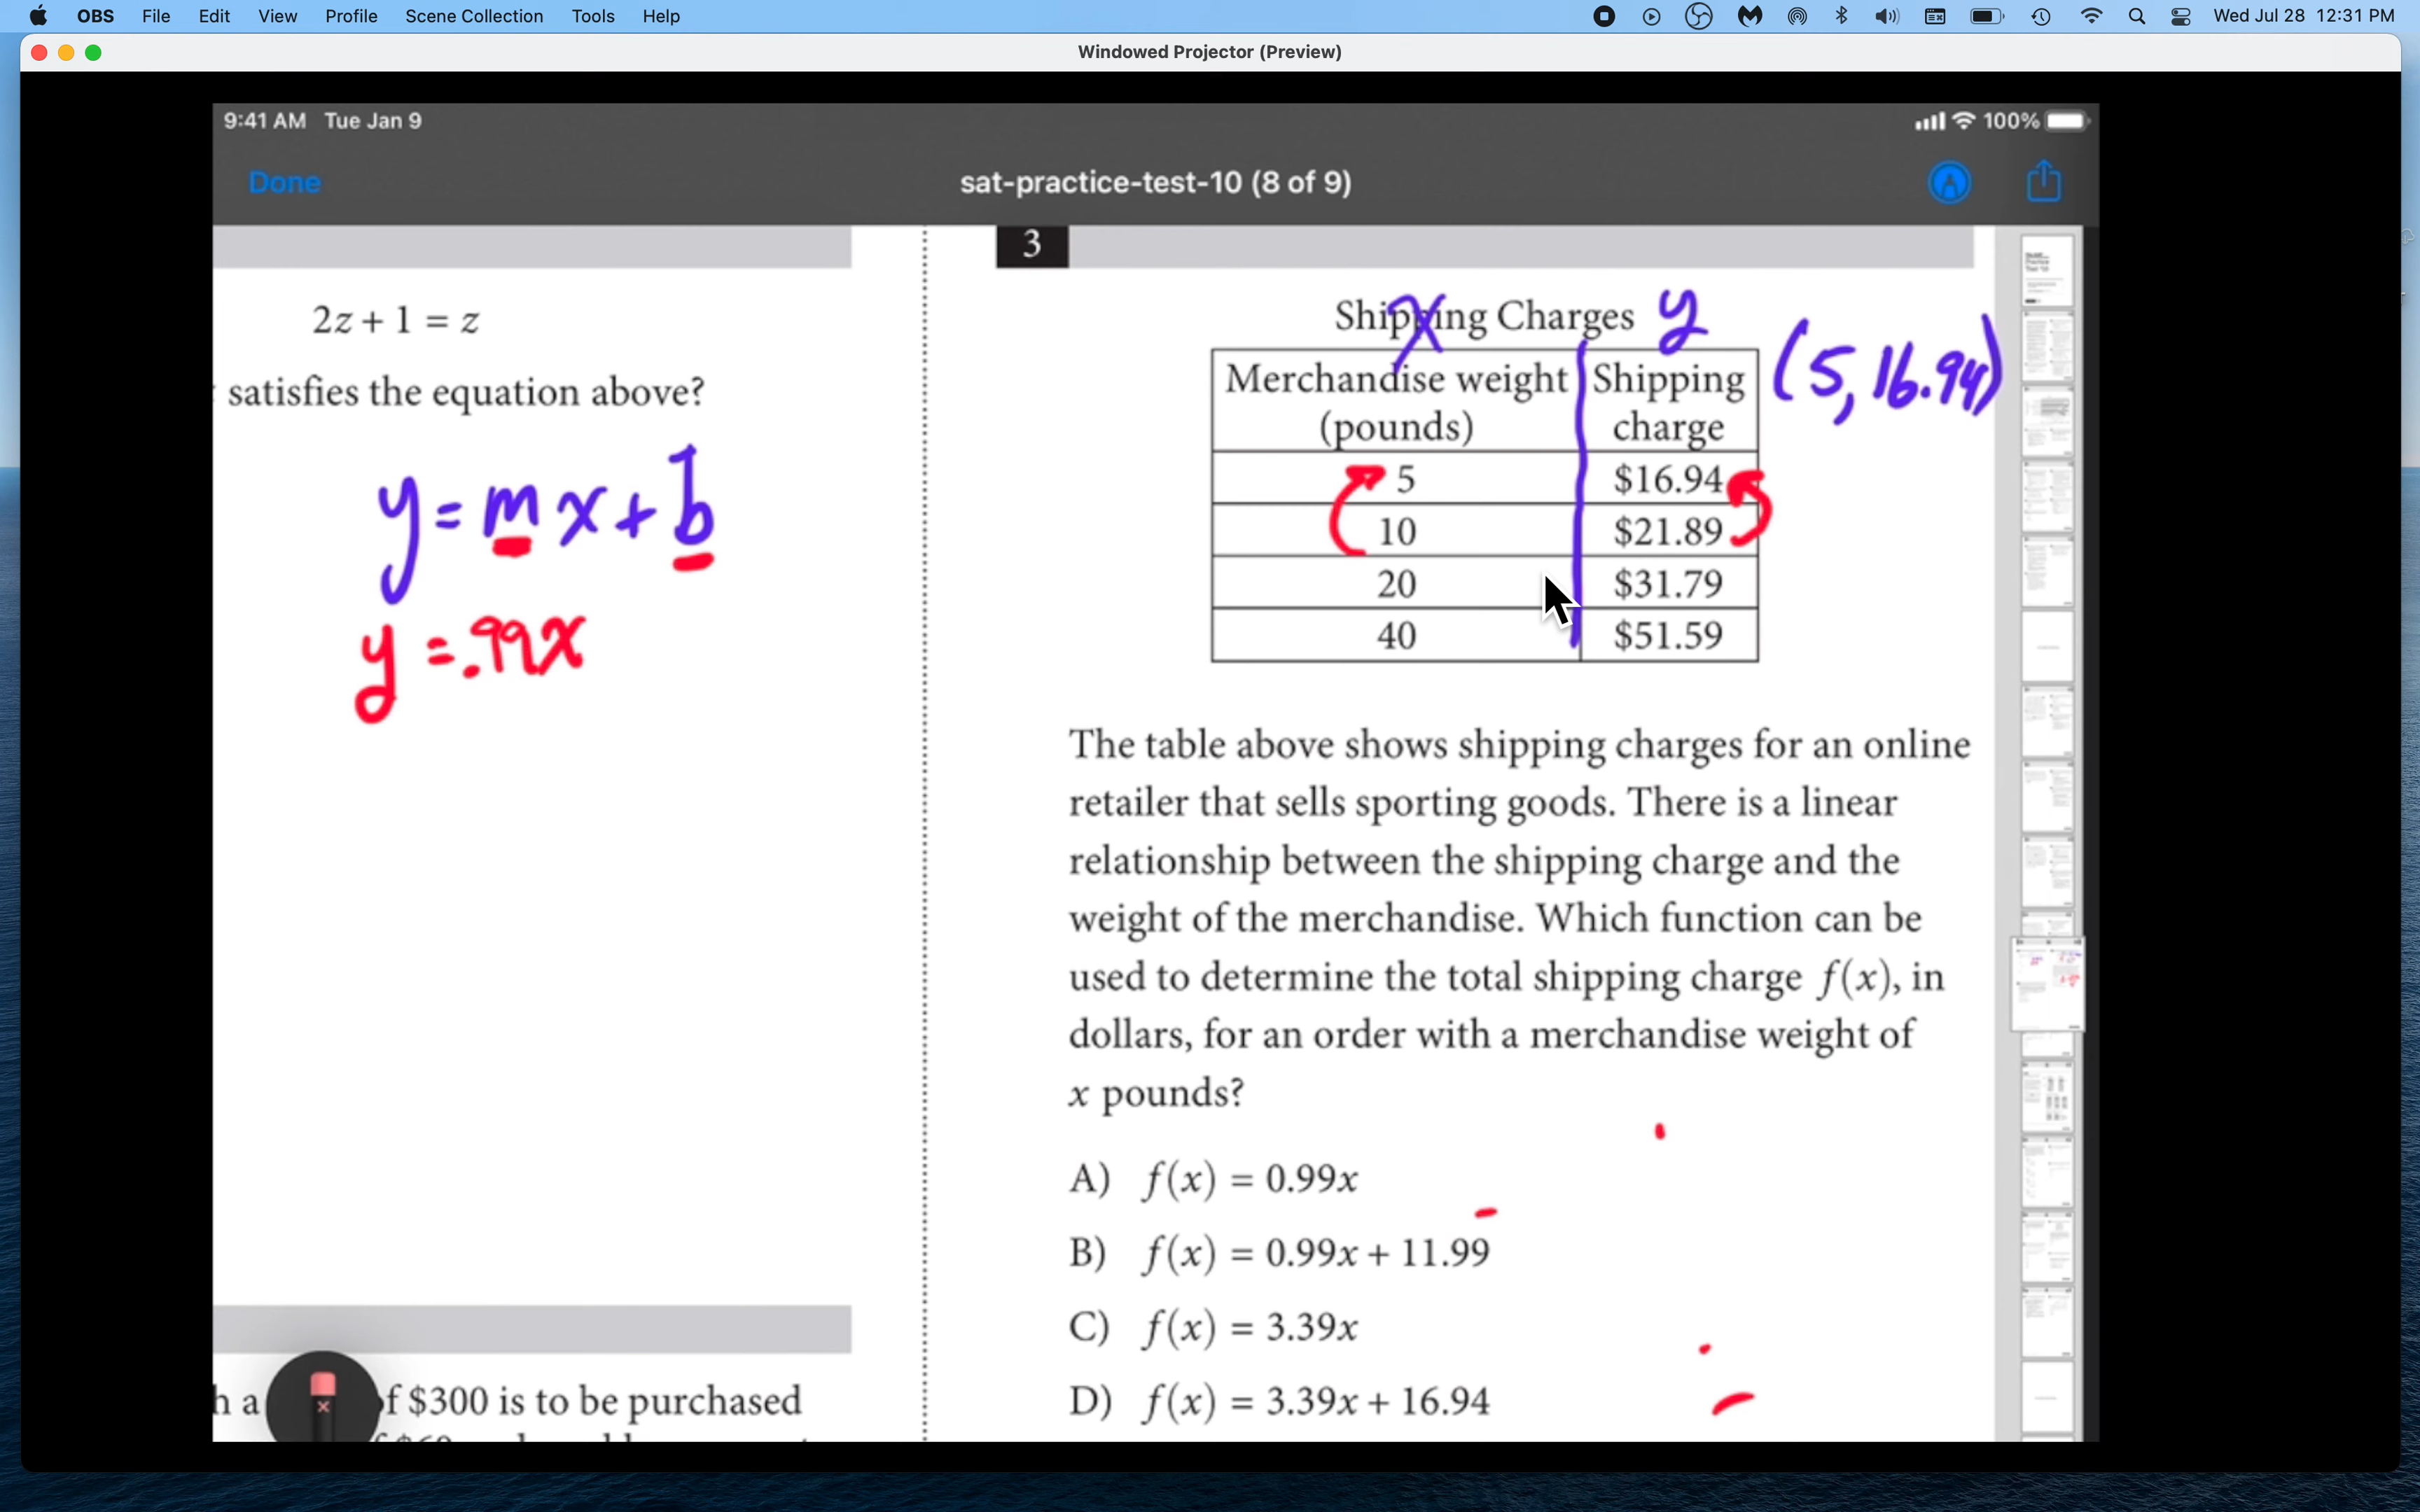 OBS File Edit View Profile Scene Collection Tools Help Wed Jul 28 12:31 PM
Windowed Projector (Preview)
9:41 AM Tue Jan 9 100%
Done sat-practice-test-10 (8 of 9)
2z + 1 = z
satisfies the equation above?
y = mx + b
y = .99x
f $300 is to be purchased
3
Shipping Charges
x y
(5, 16.94)
Merchandise weight Shipping
(pounds) charge
5 $16.94
10 $21.89
20 $31.79
40 $51.59
The table above shows shipping charges for an online
retailer that sells sporting goods. There is a linear
relationship between the shipping charge and the
weight of the merchandise. Which function can be
used to determine the total shipping charge f(x), in
dollars, for an order with a merchandise weight of
x pounds?
A) f(x) = 0.99x
B) f(x) = 0.99x + 11.99
C) f(x) = 3.39x
D) f(x) = 3.39x + 16.94